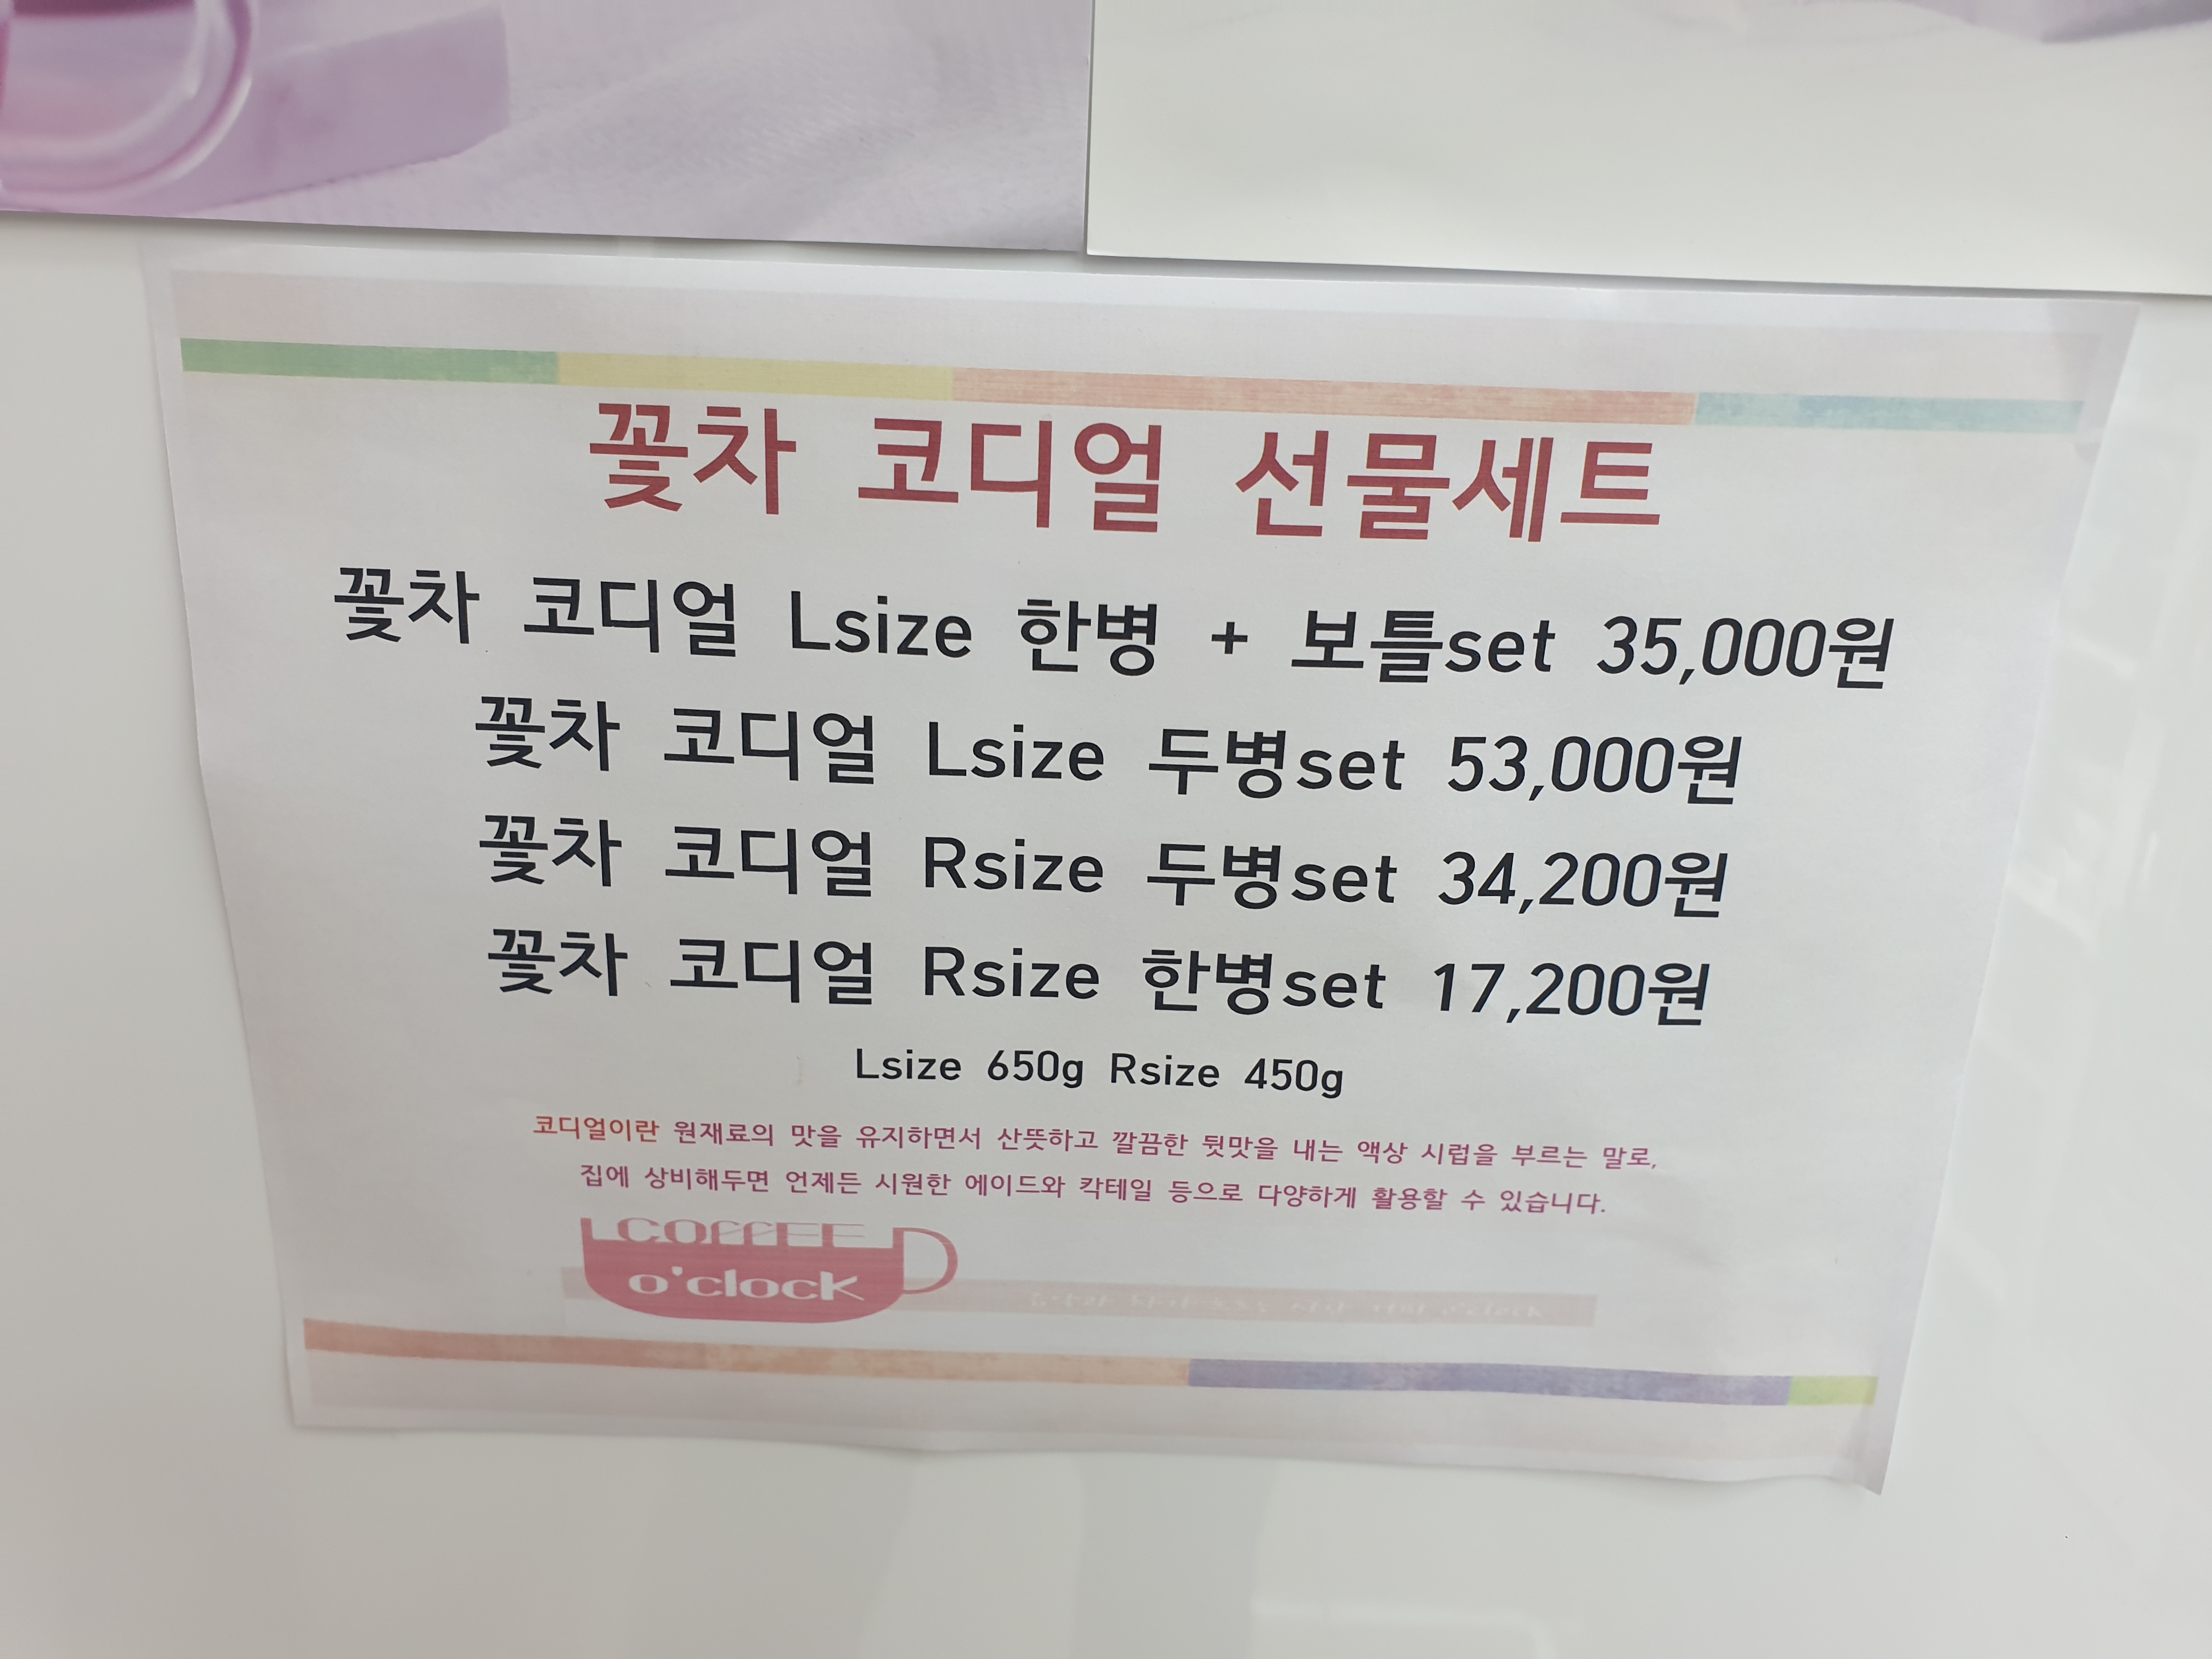 꽃차 코디얼 선물세트
꽃차 코디얼 Lsize 한병 + 보틀set 35,000원
꽃차 코디얼 Lsize 두병set 53,000원
꽃차 코디얼 Rsize 두병set 34,200원
꽃차 코디얼 Rsize 한병set 17,200원
Lsize 650g Rsize 450g
코디얼이란 원재료의 맛을 유지하면서 산뜻하고 깔끔한 뒷맛을 내는 액상 시럽을 부르는 말로,
집에 상비해두면 언제든 시원한 에이드와 칵테일 등으로 다양하게 활용할 수 있습니다.
COffEE
o'clock